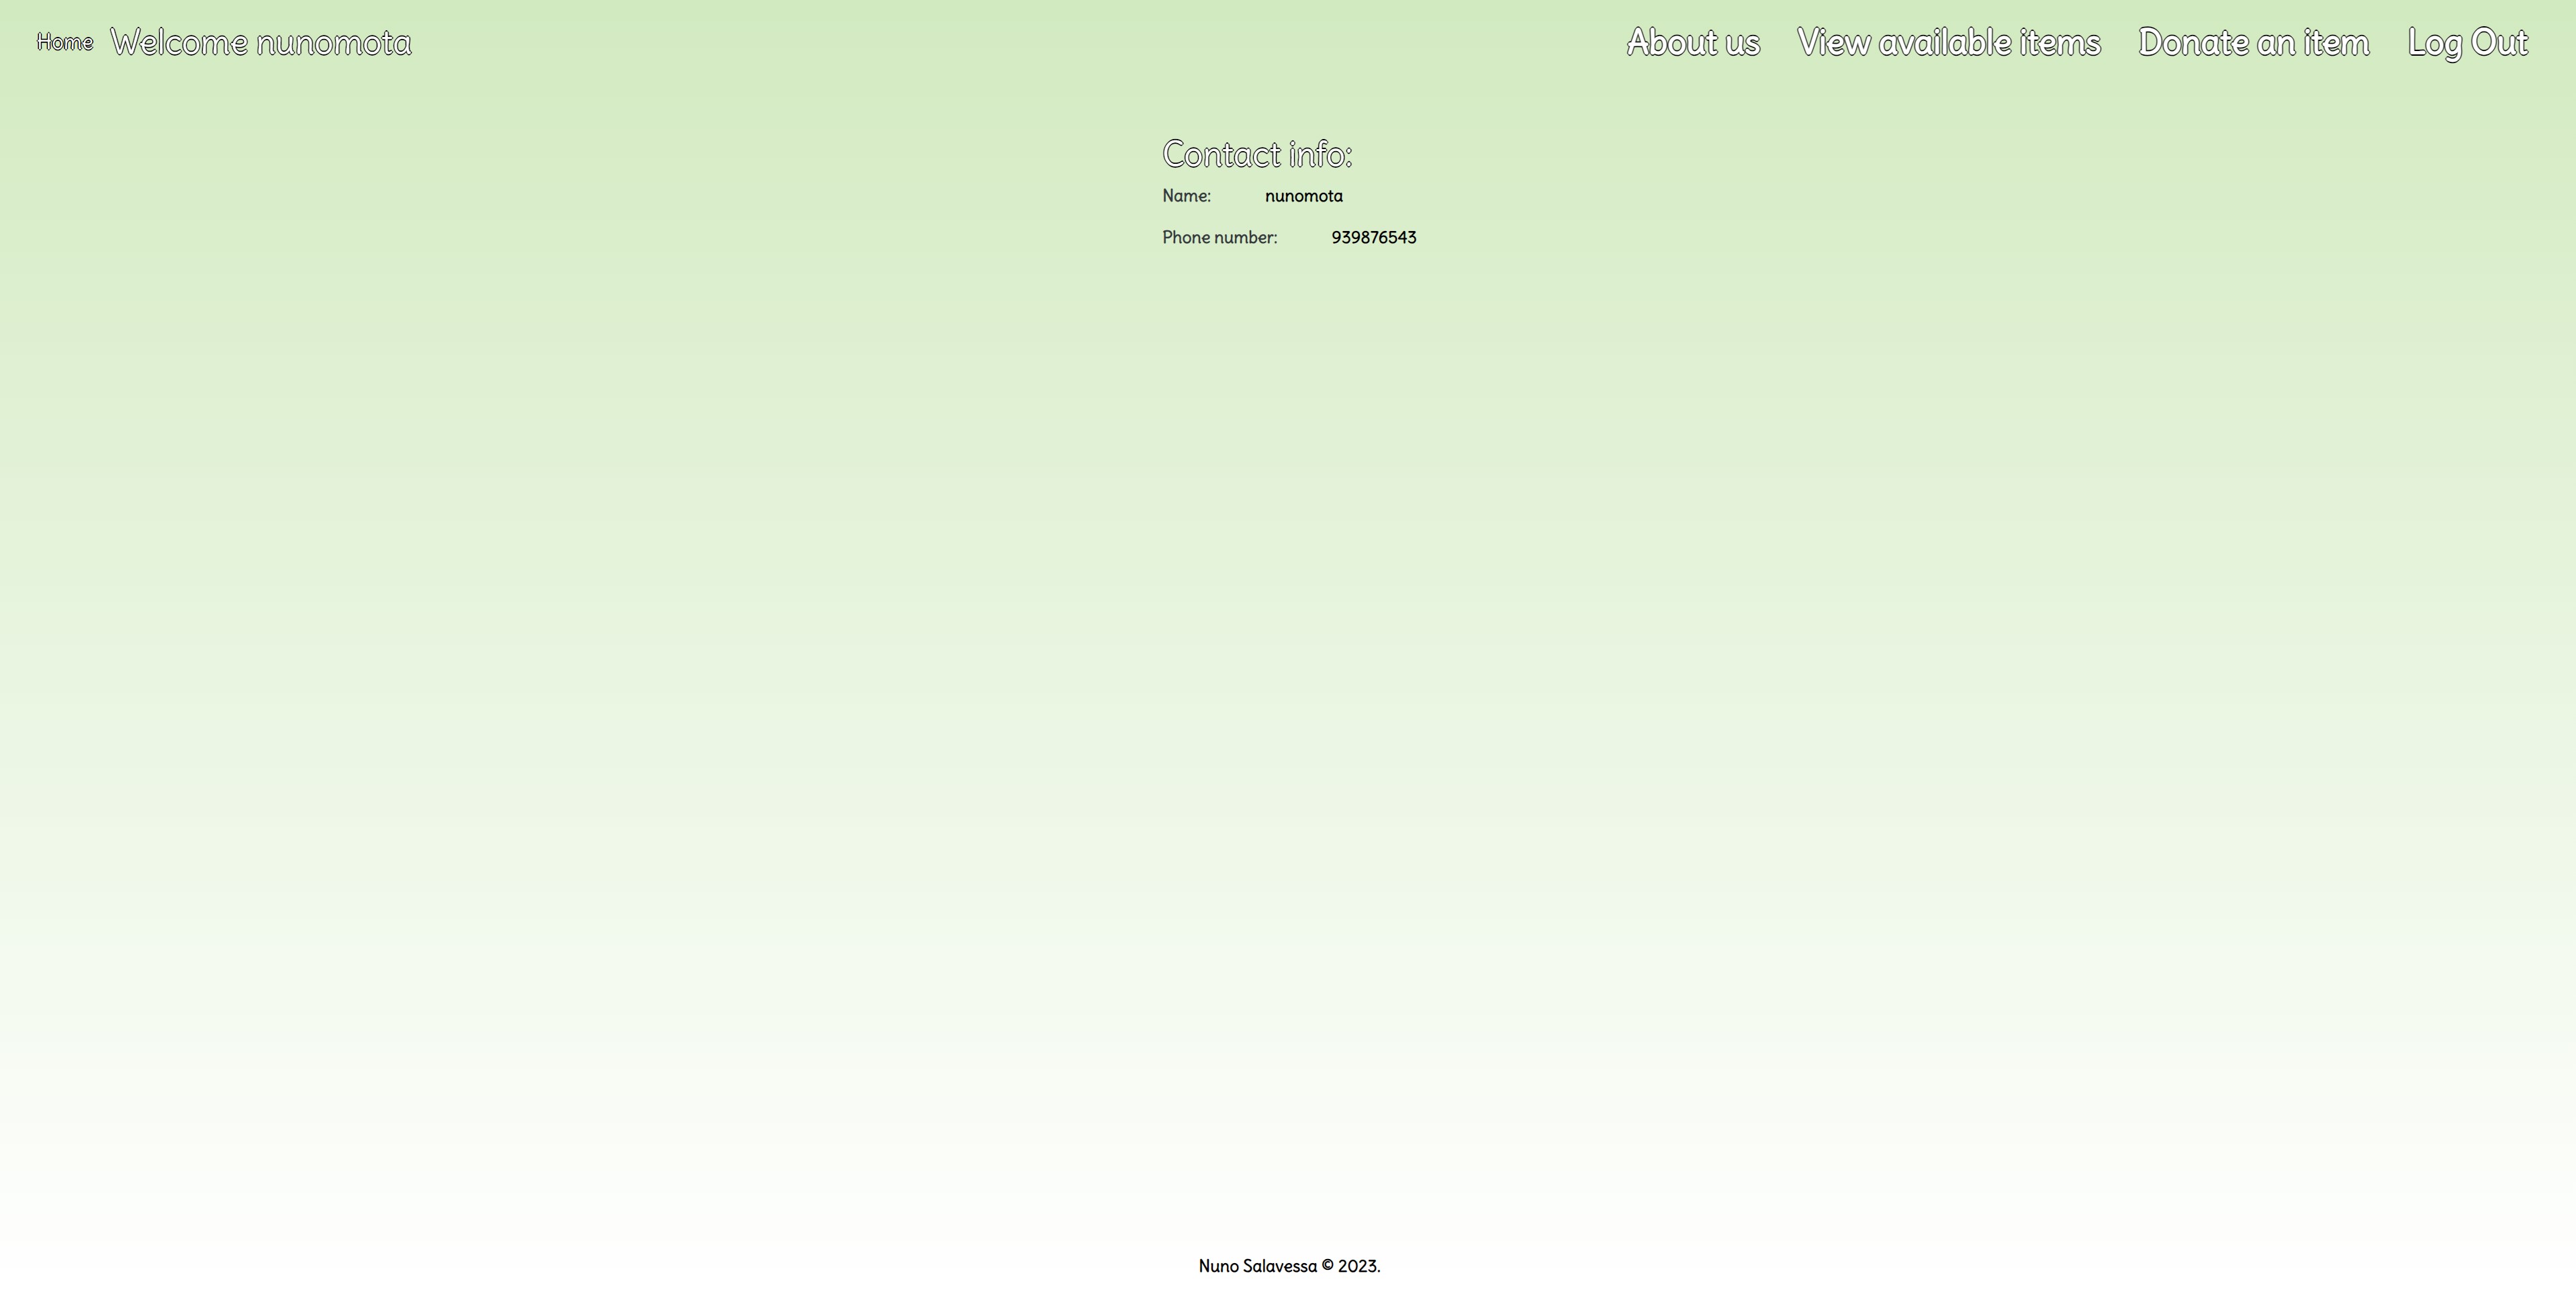 Home Welcome nunomota About us View available items Donate an item Log Out
Contact info:
Name: nunomota
Phone number: 939876543
Nuno Salavessa © 2023.